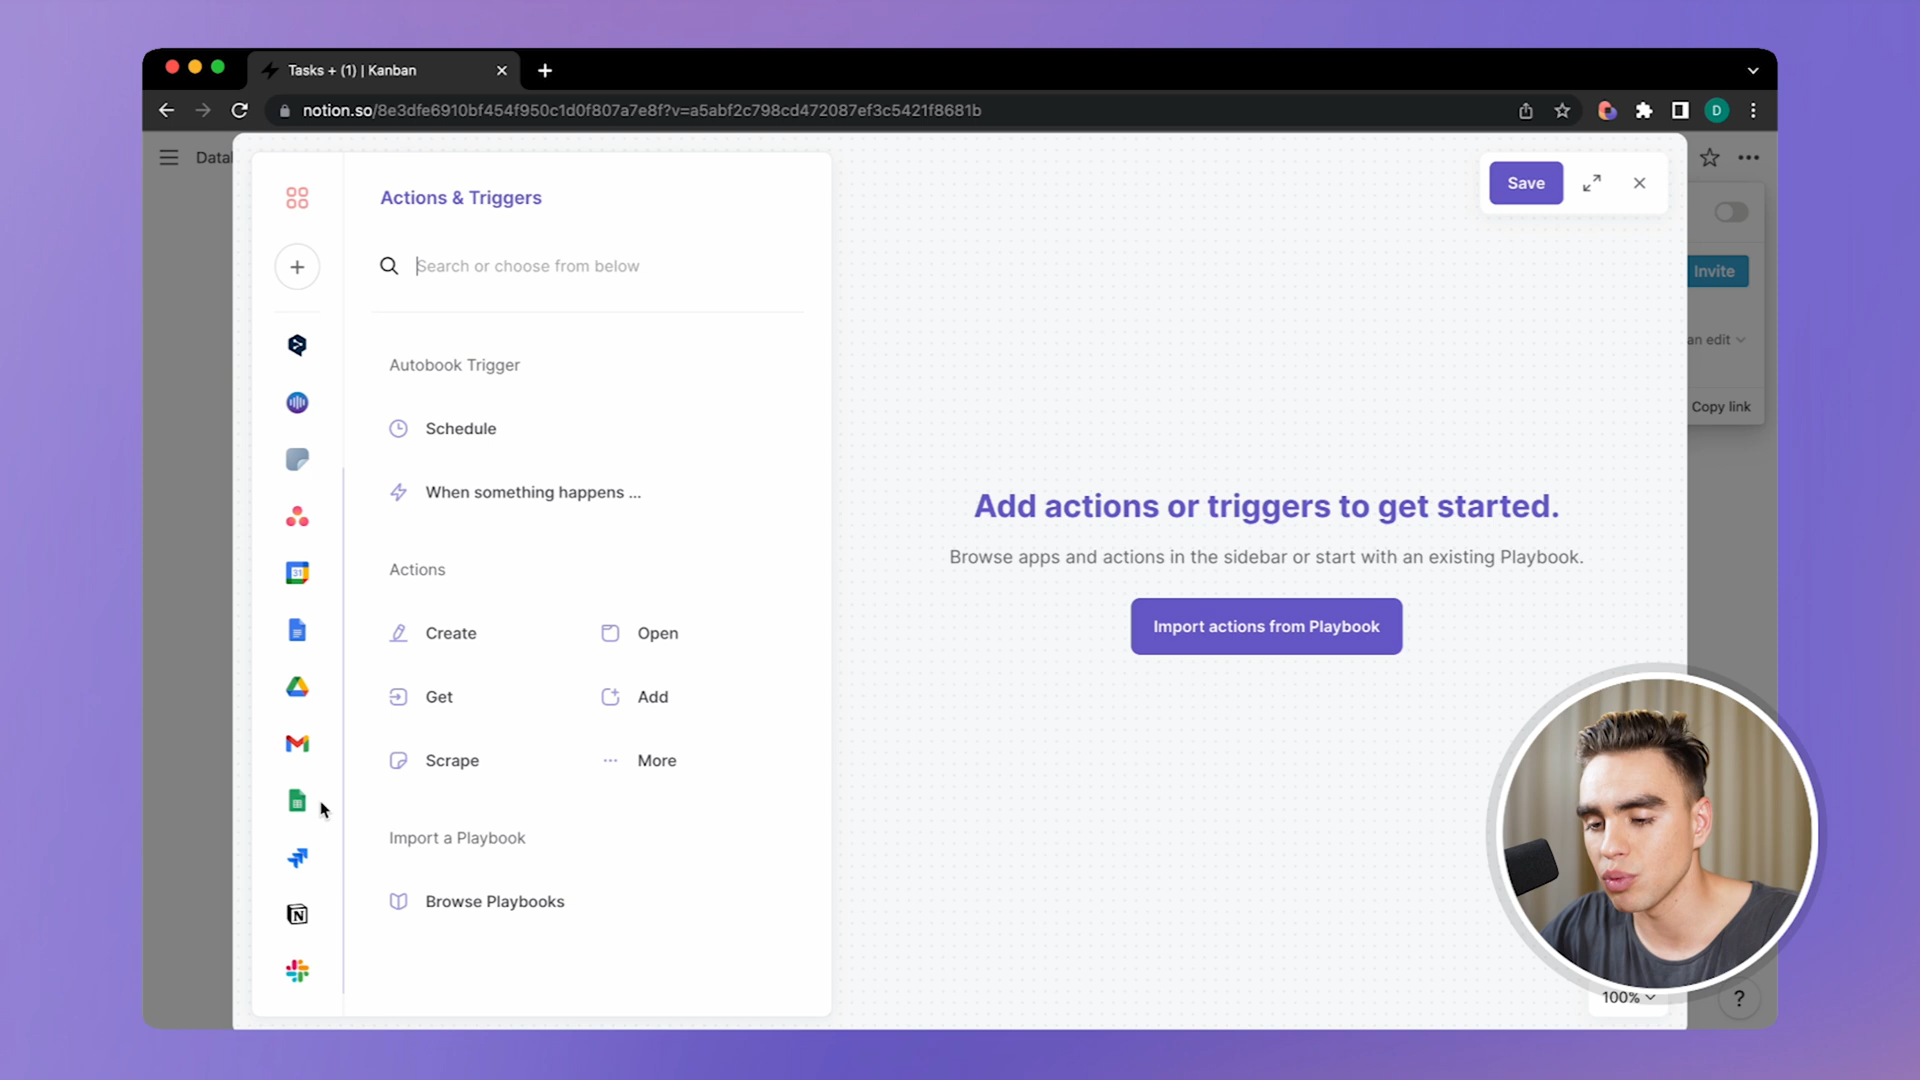 Tasks + (1) | Kanban
notion.so/8e3dfe6910bf454f950c1d0f807a7e8f?v=a5abf2c798cd472087ef3c5421f8681b
D
Datal
Actions & Triggers
Save
Search or choose from below
Invite
Autobook Trigger
an edit
Copy link
Schedule
When something happens ...
Add actions or triggers to get started.
Browse apps and actions in the sidebar or start with an existing Playbook.
Import actions from Playbook
Actions
Create
Open
Get
Add
Scrape
More
Import a Playbook
Browse Playbooks
31
N
100%
?